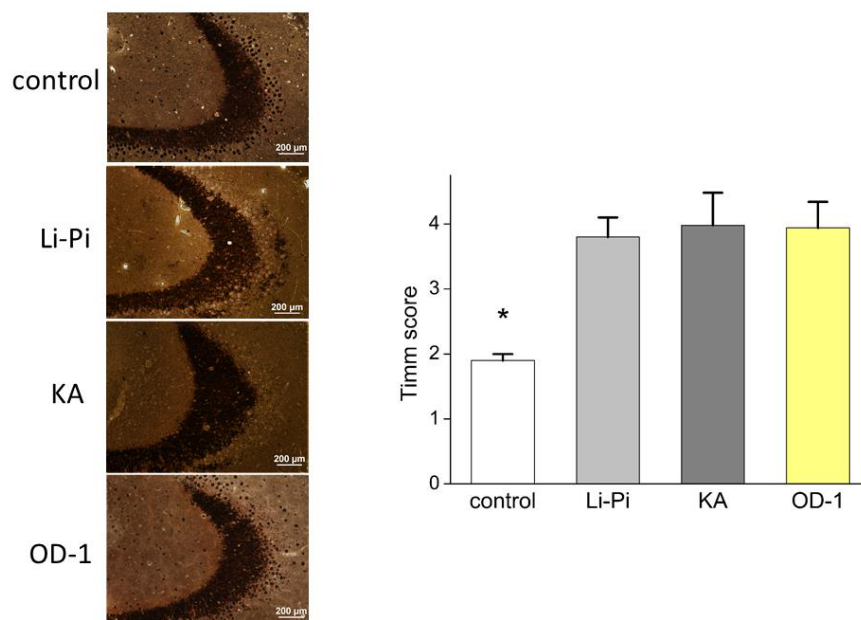 control
200 µm
Li-Pi
200 µm
KA
200 µm
OD-1
200 µm
Timm score
4
3
2
1
0
*
control Li-Pi KA OD-1